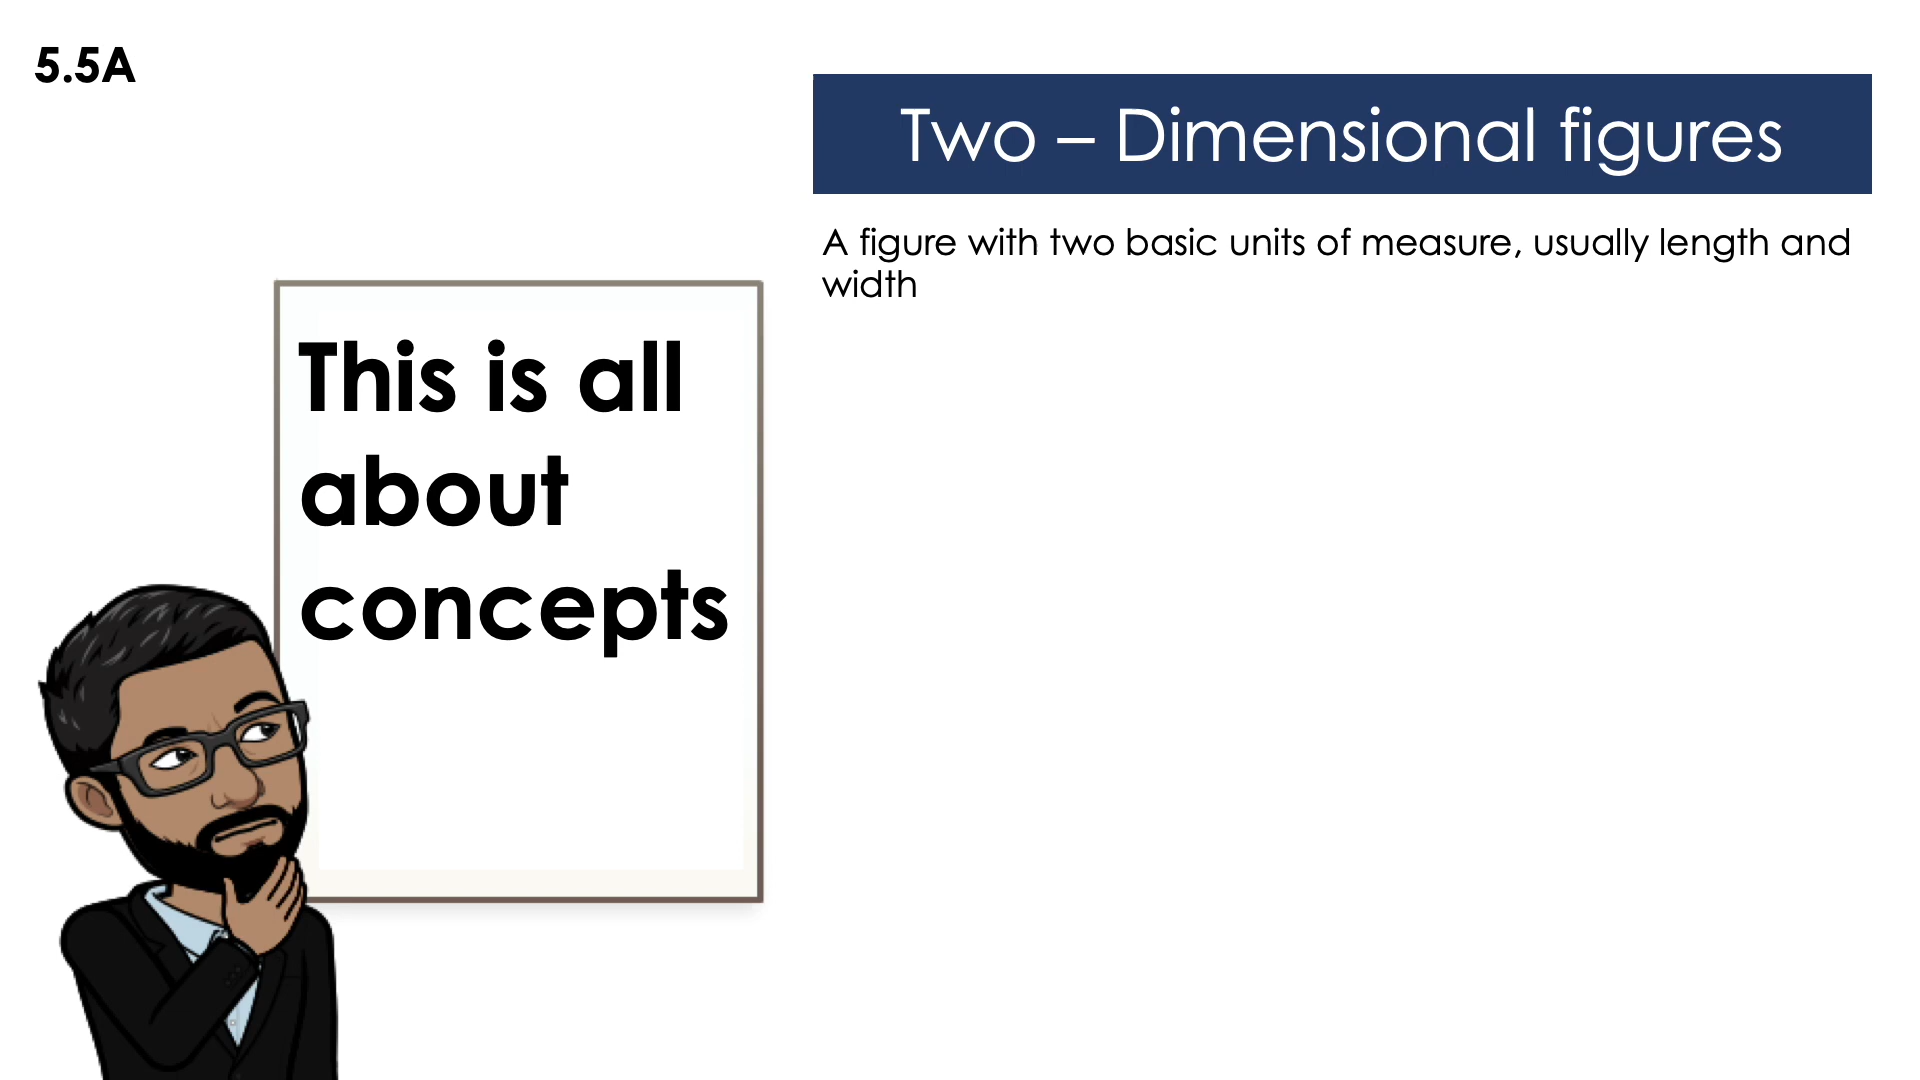 5.5A
Two – Dimensional figures
A figure with two basic units of measure, usually length and
width
This is all
about
concepts